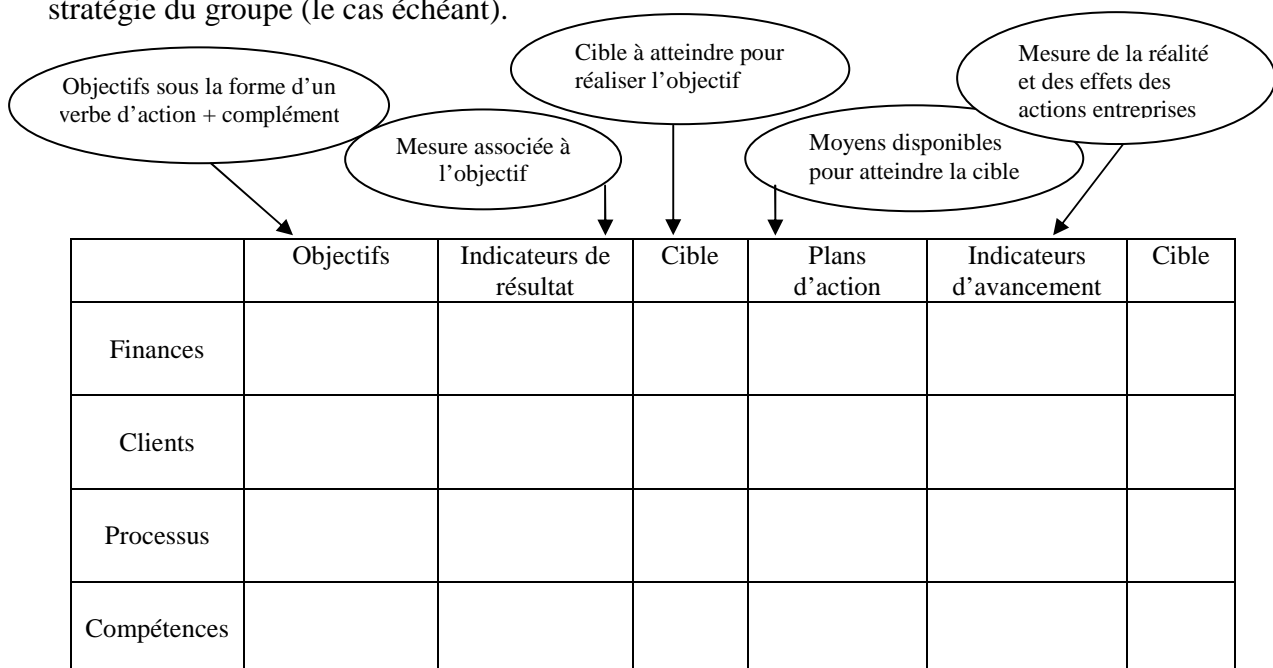 stratégie du groupe (le cas échéant).
Objectifs sous la forme d’un
verbe d’action + complément
Mesure associée à
l’objectif
Cible à atteindre pour
réaliser l’objectif
Moyens disponibles
pour atteindre la cible
Mesure de la réalité
et des effets des
actions entreprises
Objectifs
Indicateurs de
résultat
Cible
Plans
d’action
Indicateurs
d’avancement
Cible
Finances
Clients
Processus
Compétences